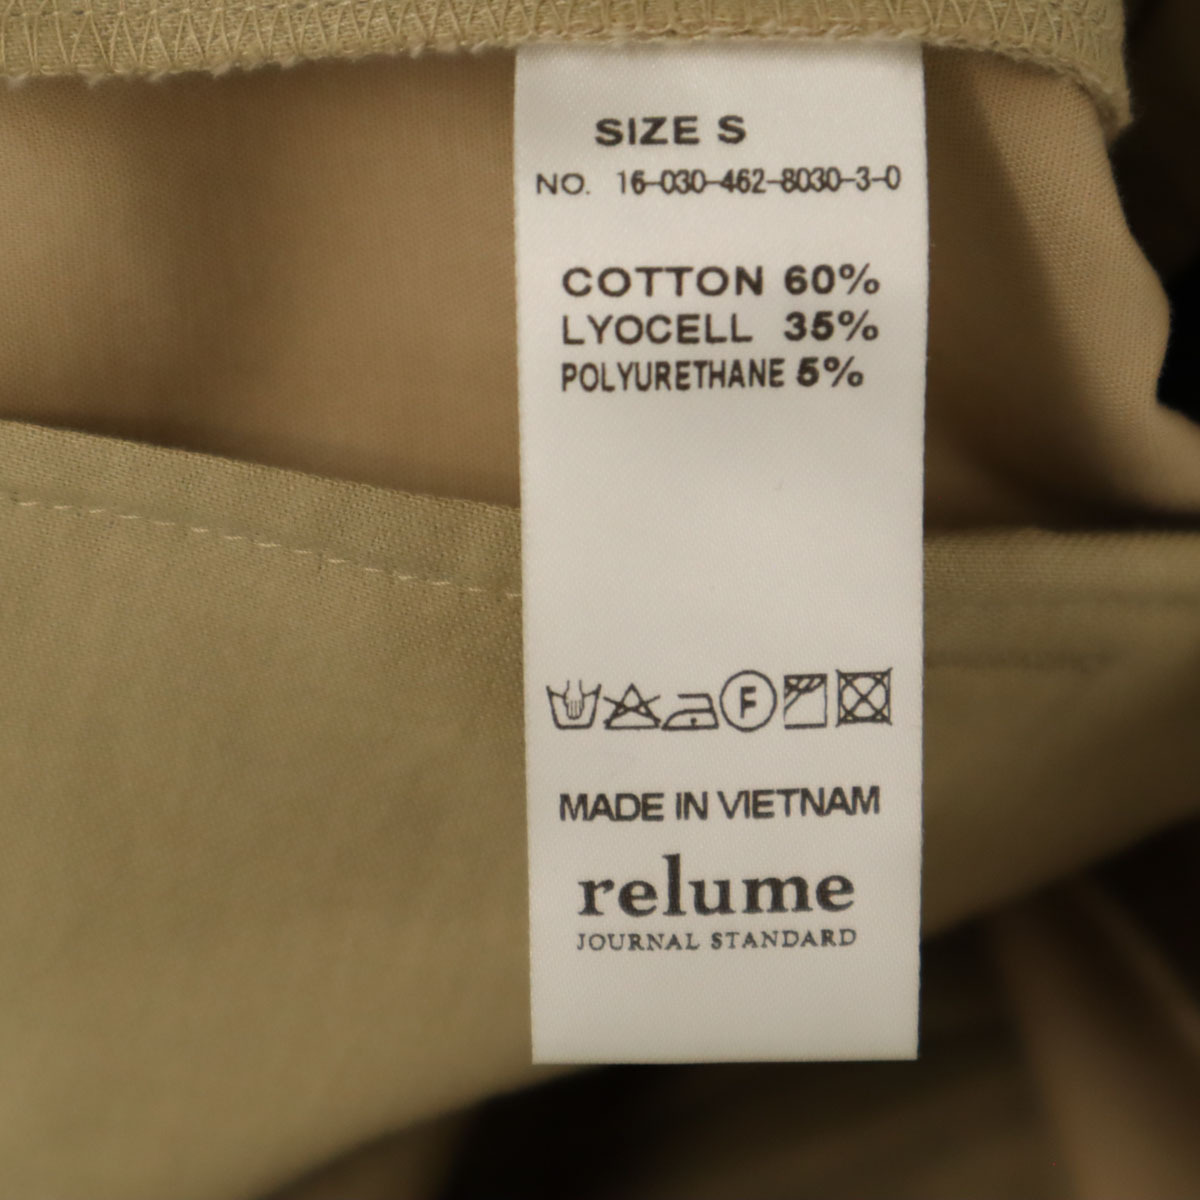 SIZE S
NO. 16-030-462-8030-3-0
COTTON 60%
LYOCELL 35%
POLYURETHANE 5%
F
MADE IN VIETNAM
relume
JOURNAL STANDARD